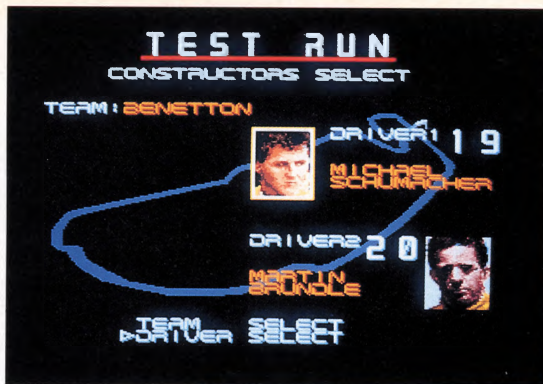 TEST RUN
CONSTRUCTORS SELECT
TEAM:BENETTON
DRIVER1 19
MICHAEL
SCHUMACHER
DRIVER2 20
MARTIN
BRUNDLE
TEAM SELECT
▷DRIVER SELECT